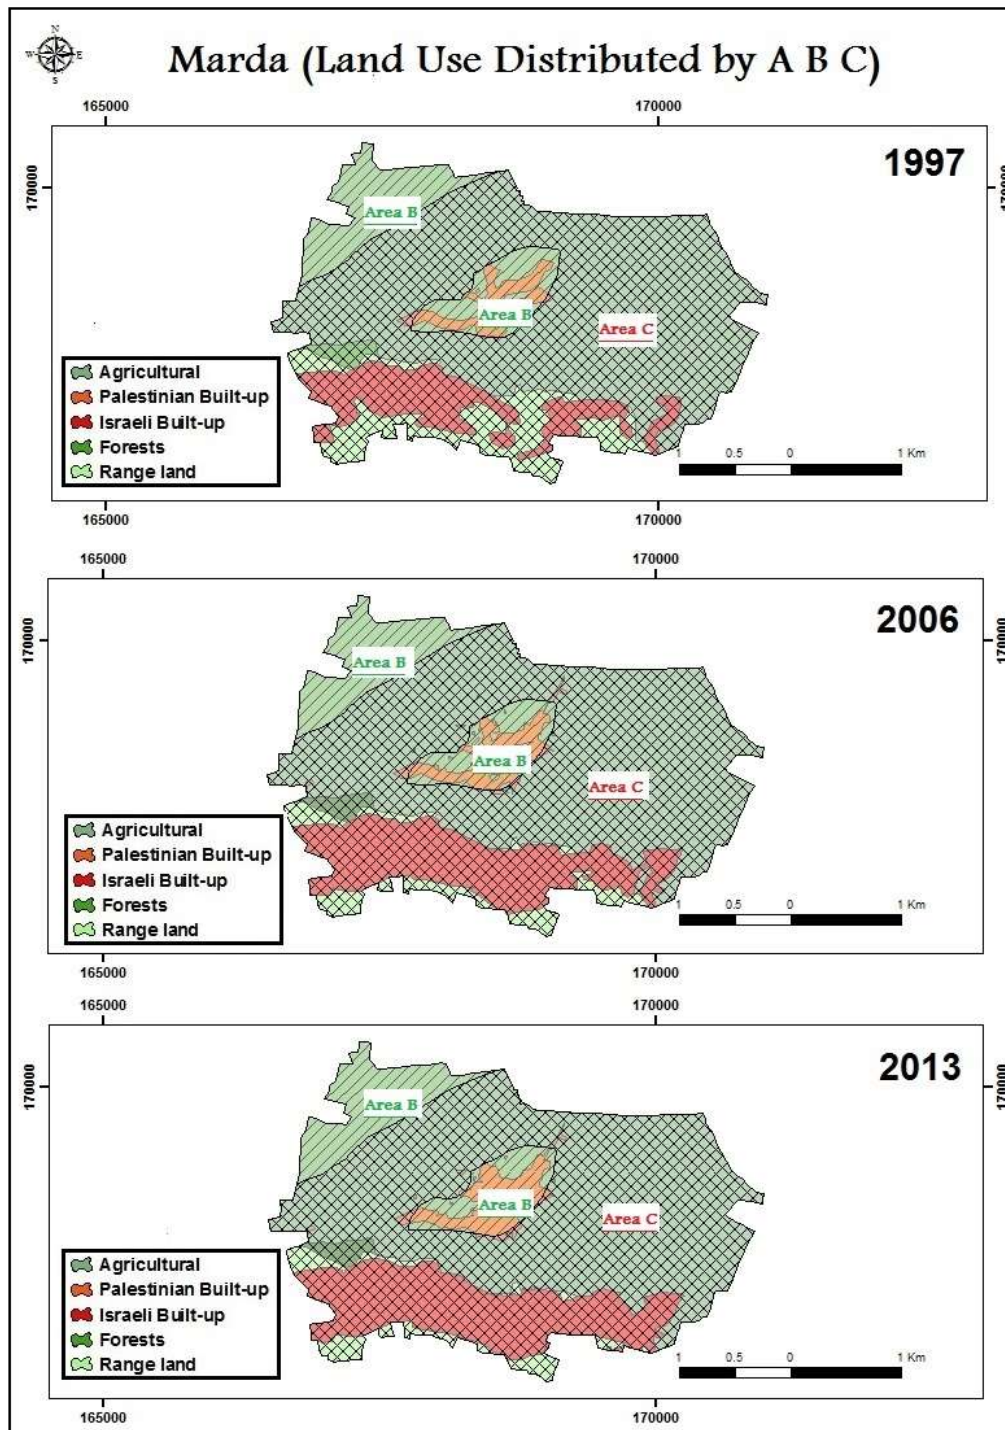 N
W E
S
Marda (Land Use Distributed by A B C)
165000 170000
1997
170000 170000
Area B
Area B
Area C
Agricultural
Palestinian Built-up
Israeli Built-up
Forests
Range land
1 0.5 0 1 Km
165000 170000
165000 170000
2006
170000 170000
Area B
Area B
Area C
Agricultural
Palestinian Built-up
Israeli Built-up
Forests
Range land
1 0.5 0 1 Km
165000 170000
165000 170000
2013
170000 170000
Area B
Area B
Area C
Agricultural
Palestinian Built-up
Israeli Built-up
Forests
Range land
1 0.5 0 1 Km
165000 170000